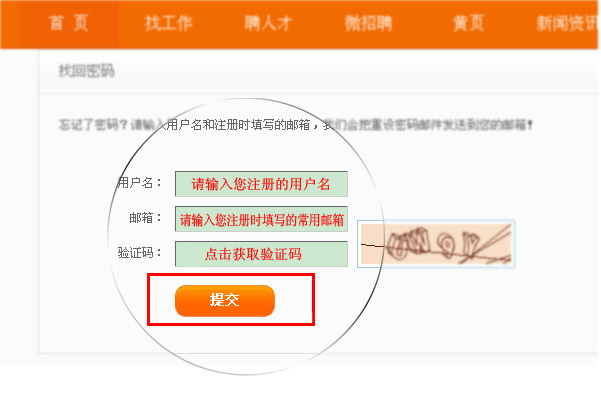 首 页 找工作 聘人才 微招聘 黄页 新闻资讯
找回密码
忘记了密码？请输入用户名和注册时填写的邮箱，我们会把重设密码邮件发送到您的邮箱！
用户名： 请输入您注册的用户名
邮箱： 请输入您注册时填写的常用邮箱
验证码： 点击获取验证码
提交